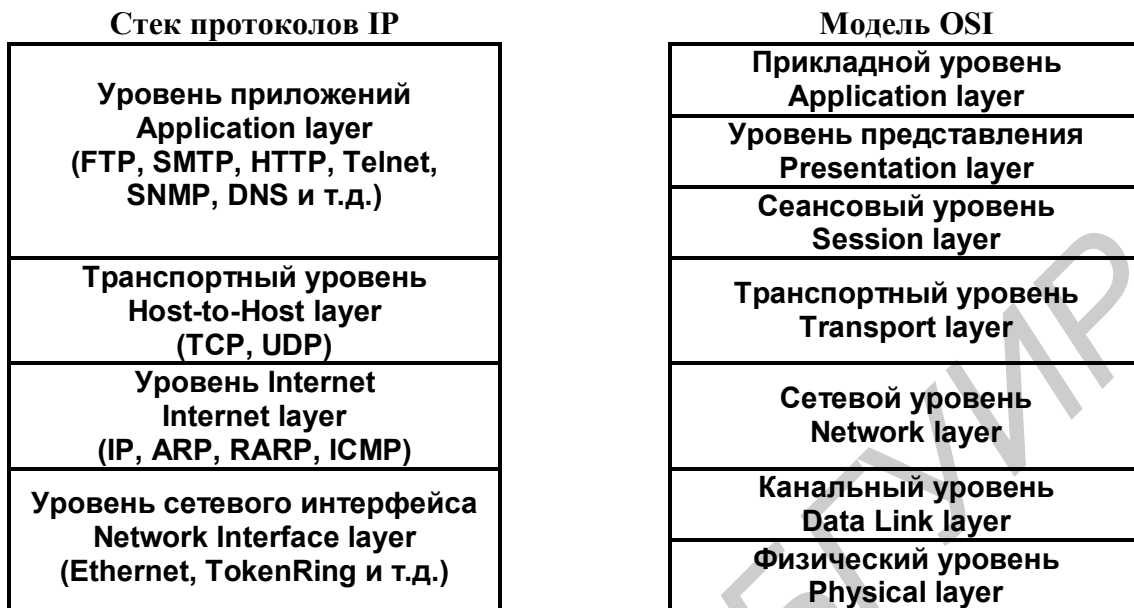 Стек протоколов IP
Уровень приложений
Application layer
(FTP, SMTP, HTTP, Telnet,
SNMP, DNS и т.д.)
Транспортный уровень
Host-to-Host layer
(TCP, UDP)
Уровень Internet
Internet layer
(IP, ARP, RARP, ICMP)
Уровень сетевого интерфейса
Network Interface layer
(Ethernet, TokenRing и т.д.)
Модель OSI
Прикладной уровень
Application layer
Уровень представления
Presentation layer
Сеансовый уровень
Session layer
Транспортный уровень
Transport layer
Сетевой уровень
Network layer
Канальный уровень
Data Link layer
Физический уровень
Physical layer
БГУИР